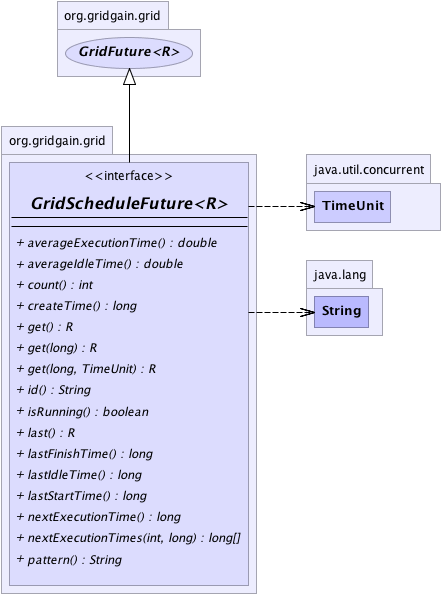 org.gridgain.grid
GridFuture<R>
org.gridgain.grid
<<interface>>
GridScheduleFuture<R>
+ averageExecutionTime() : double
+ averageIdleTime() : double
+ count() : int
+ createTime() : long
+ get() : R
+ get(long) : R
+ get(long, TimeUnit) : R
+ id() : String
+ isRunning() : boolean
+ last() : R
+ lastFinishTime() : long
+ lastIdleTime() : long
+ lastStartTime() : long
+ nextExecutionTime() : long
+ nextExecutionTimes(int, long) : long[]
+ pattern() : String
java.util.concurrent
TimeUnit
java.lang
String